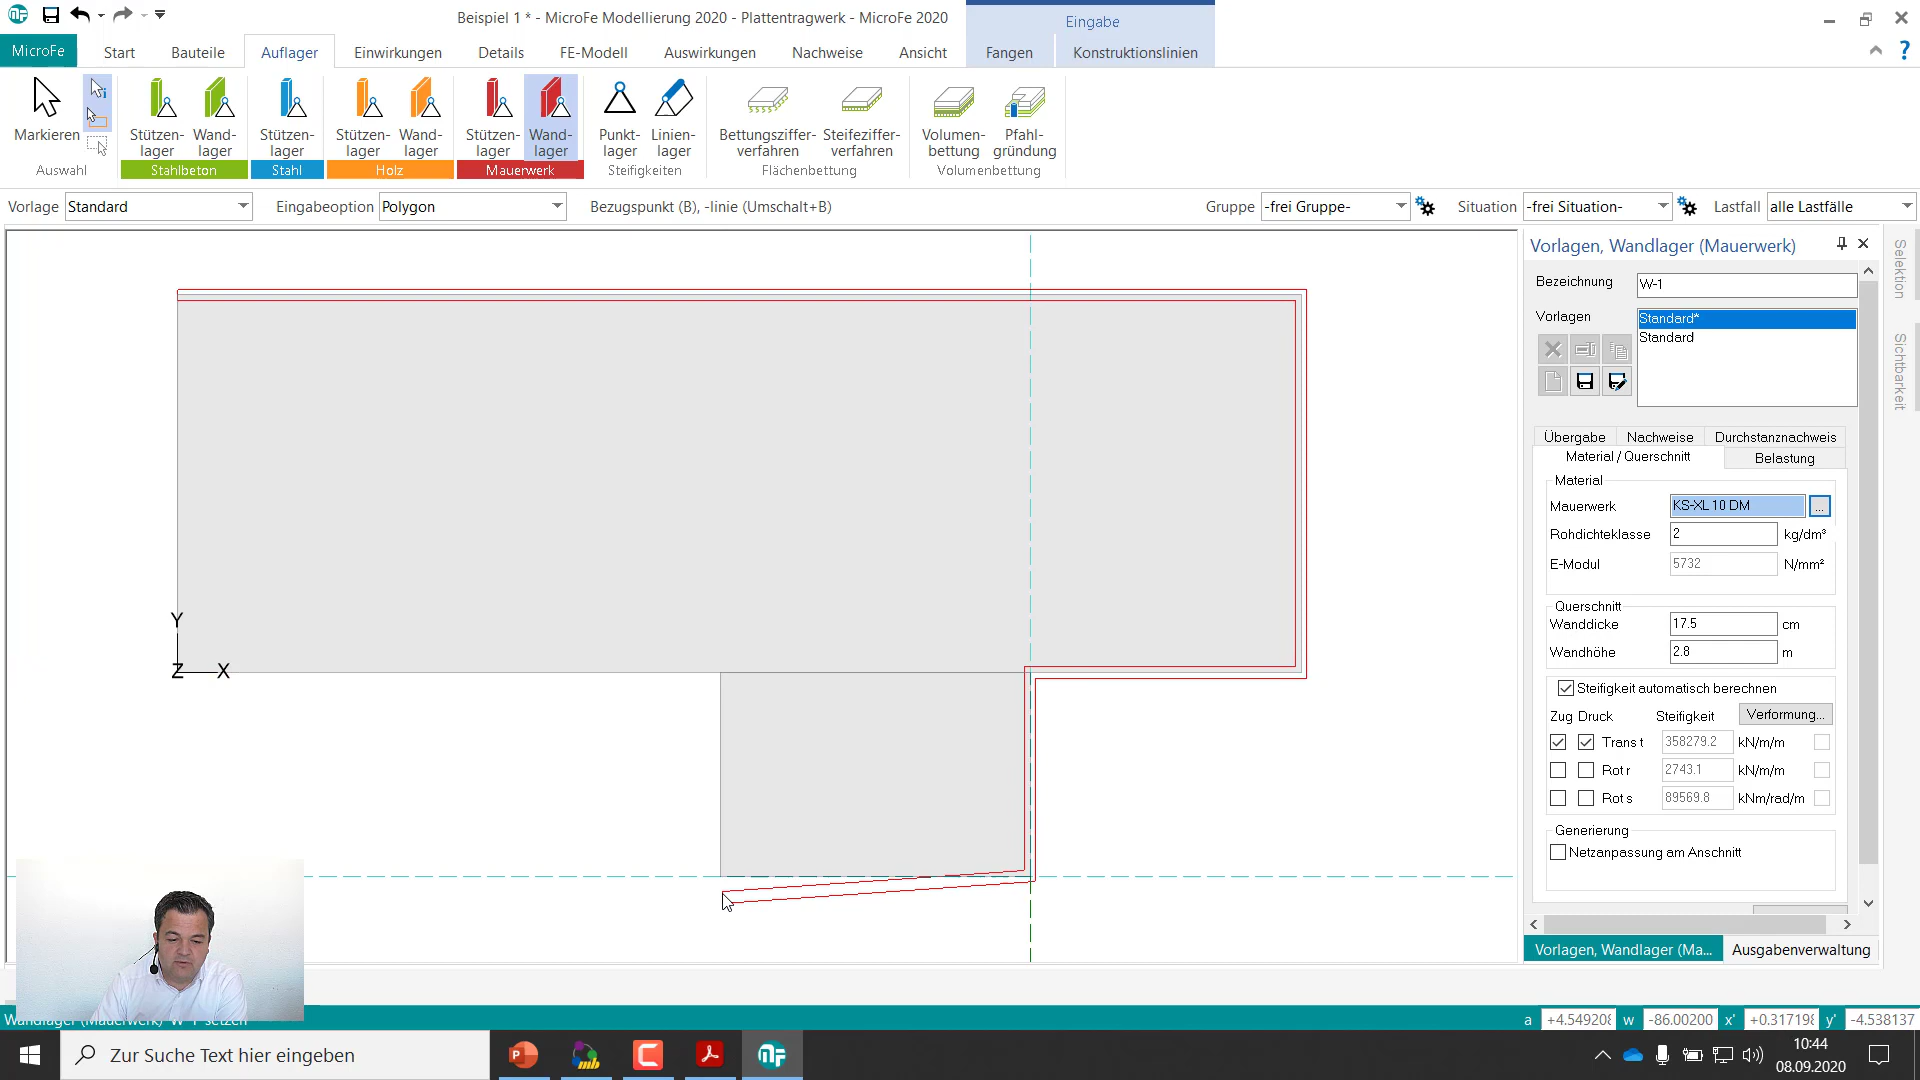 Beispiel 1 * - MicroFe Modellierung 2020 - Plattentragwerk - MicroFe 2020
Eingabe
MicroFe Start Bauteile Auflager Einwirkungen Details FE-Modell Auswirkungen Nachweise Ansicht Fangen Konstruktionslinien
Markieren
Auswahl
Stützen-
lager
Wand-
lager
Stahlbeton
Stützen-
lager
Stahl
Stützen-
lager
Wand-
lager
Holz
Stützen-
lager
Wand-
lager
Mauerwerk
Punkt-
lager
Linien-
lager
Steifigkeiten
Bettungsziffer-
verfahren
Steifeziffer-
verfahren
Flächenbettung
Volumen-
bettung
Pfahl-
gründung
Volumenbettung
Vorlage Standard Eingabeoption Polygon Bezugspunkt (B), -linie (Umschalt+B) Gruppe -frei Gruppe- Situation -frei Situation- Lastfall alle Lastfälle
Vorlagen, Wandlager (Mauerwerk)
Selektion
Sichtbarkeit
Bezeichnung W-1
Vorlagen Standard*
Standard
Übergabe Nachweise Durchstanznachweis
Material / Querschnitt Belastung
Material
Mauerwerk KS-XL 10 DM ...
Rohdichteklasse 2 kg/dm³
E-Modul 5732 N/mm²
Querschnitt
Wanddicke 17.5 cm
Wandhöhe 2.8 m
Steifigkeit automatisch berechnen
Zug Druck Steifigkeit Verformung...
Trans t 358279.2 kN/m/m
Rot r 2743.1 kN/m/m
Rot s 89569.8 kNm/rad/m
Generierung
Netzanpassung am Anschnitt
Vorlagen, Wandlager (Ma... Ausgabenverwaltung
Y
Z X
Wandlager (Mauerwerk) 'W-1' setzen
a +4.549208 w -86.00200 x' +0.317198 y' -4.538137
Zur Suche Text hier eingeben
10:44
08.09.2020